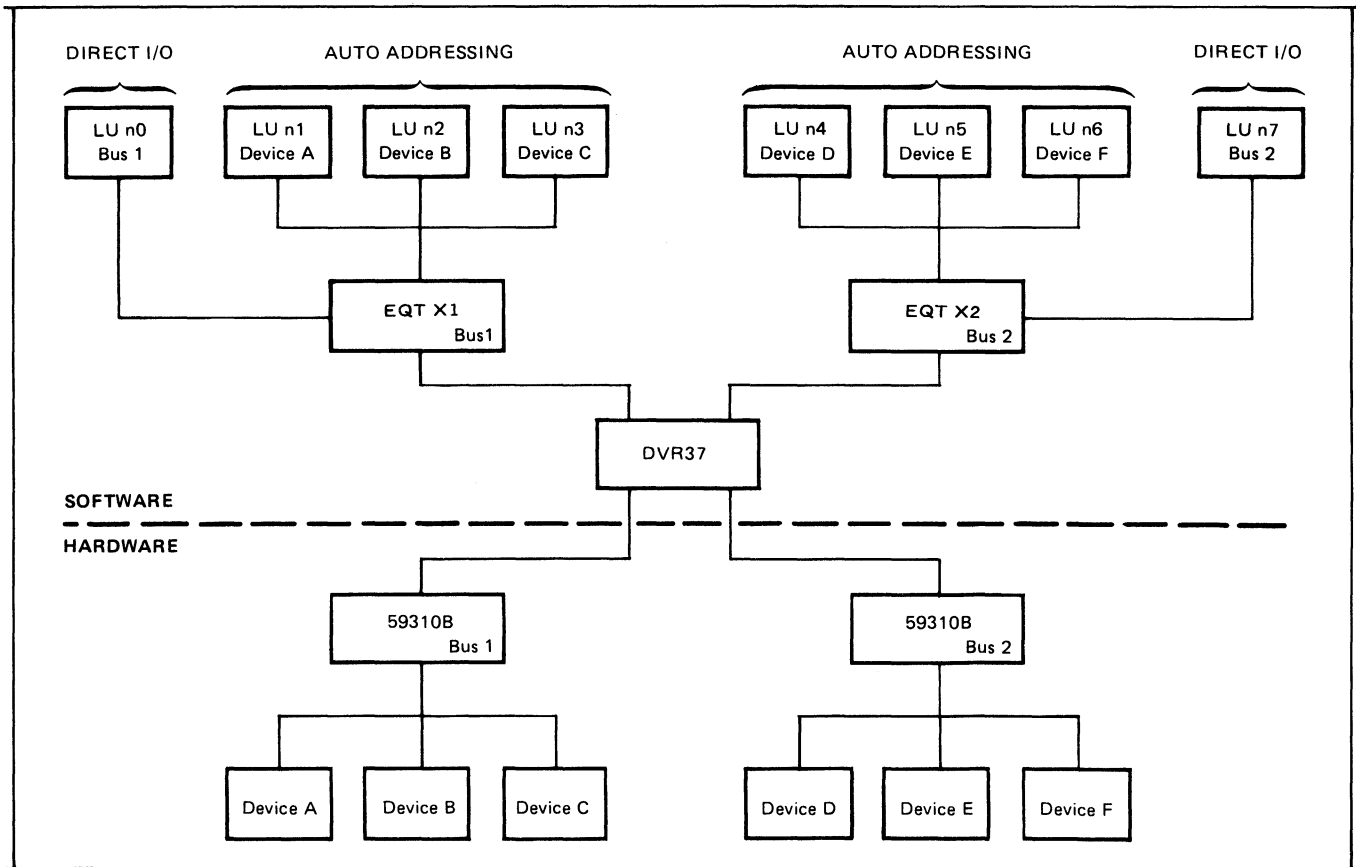 DIRECT I/O
AUTO ADDRESSING
AUTO ADDRESSING
DIRECT I/O
LU n0
Bus 1
LU n1
Device A
LU n2
Device B
LU n3
Device C
LU n4
Device D
LU n5
Device E
LU n6
Device F
LU n7
Bus 2
EQT X1
Bus1
EQT X2
Bus 2
DVR37
SOFTWARE
HARDWARE
59310B
Bus 1
59310B
Bus 2
Device A
Device B
Device C
Device D
Device E
Device F